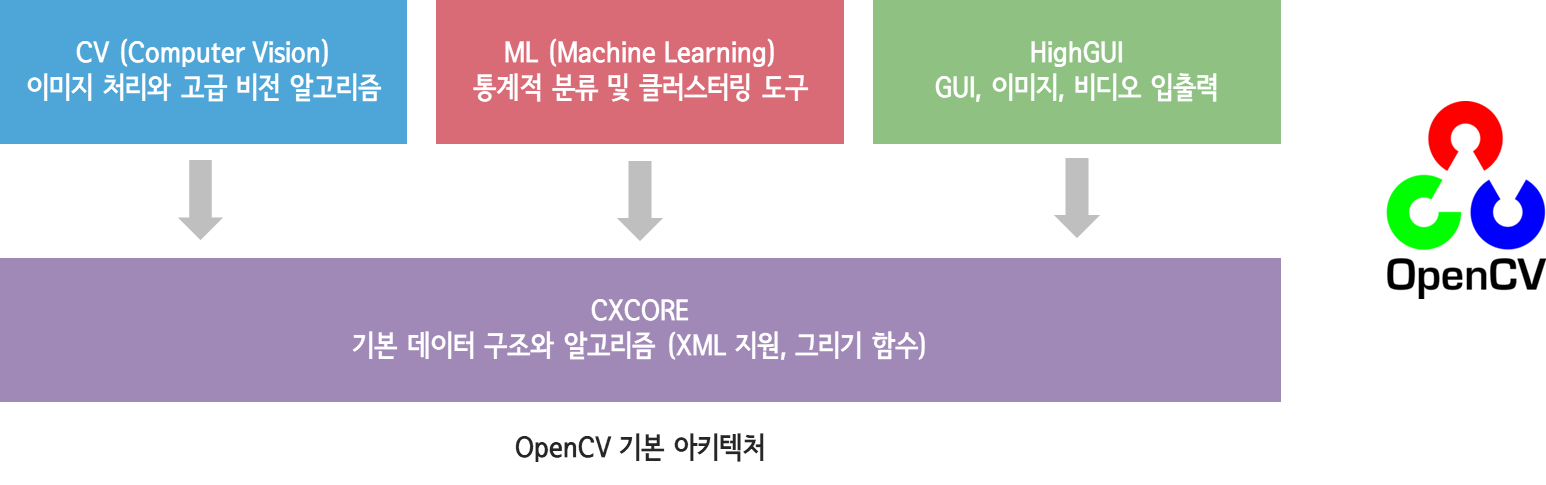 CV (Computer Vision)
이미지 처리와 고급 비전 알고리즘
ML (Machine Learning)
통계적 분류 및 클러스터링 도구
HighGUI
GUI, 이미지, 비디오 입출력
CXCORE
기본 데이터 구조와 알고리즘 (XML 지원, 그리기 함수)
OpenCV
OpenCV 기본 아키텍처